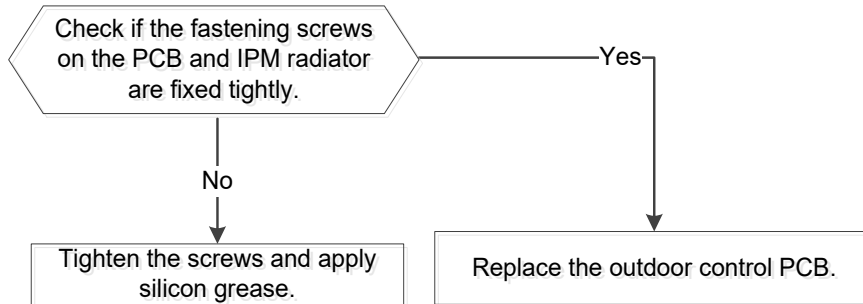 Check if the fastening screws
on the PCB and IPM radiator
are fixed tightly.
Yes
No
Tighten the screws and apply
silicon grease.
Replace the outdoor control PCB.